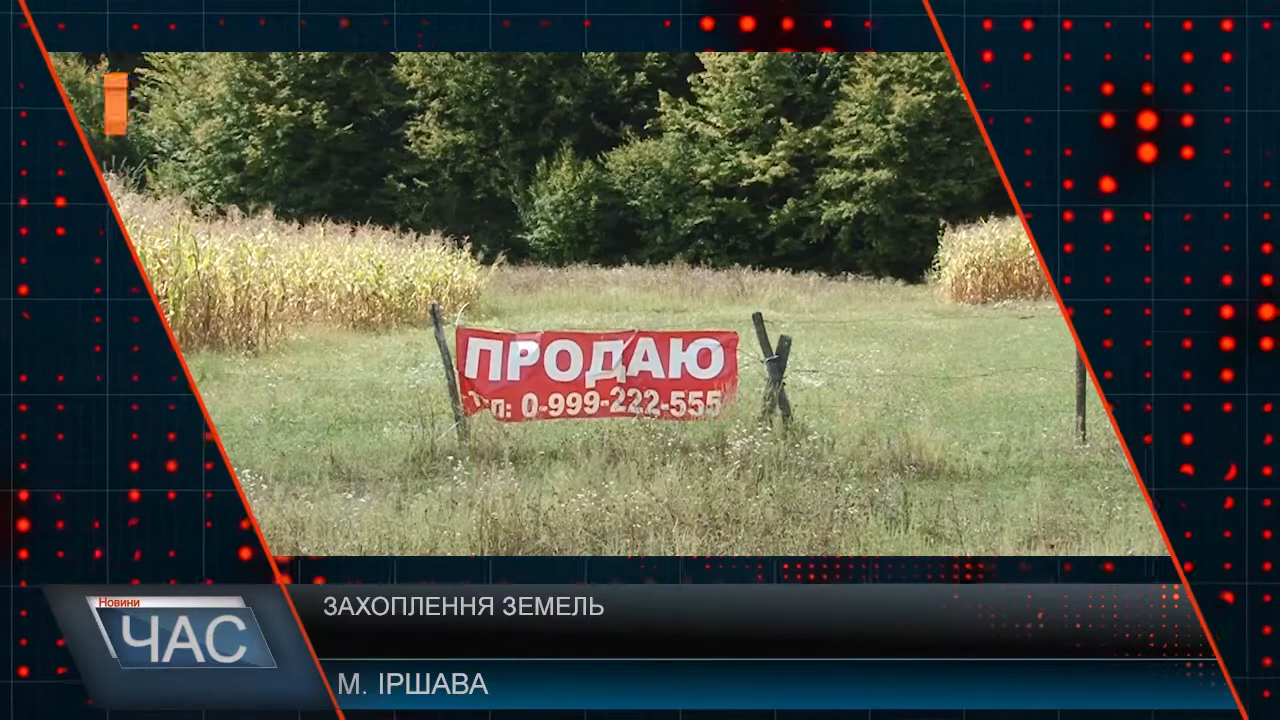 ПРОДАЮ
Тел: 0-999-222-555
ЗАХОПЛЕННЯ ЗЕМЕЛЬ
Новини
ЧАС
М. ІРШАВА